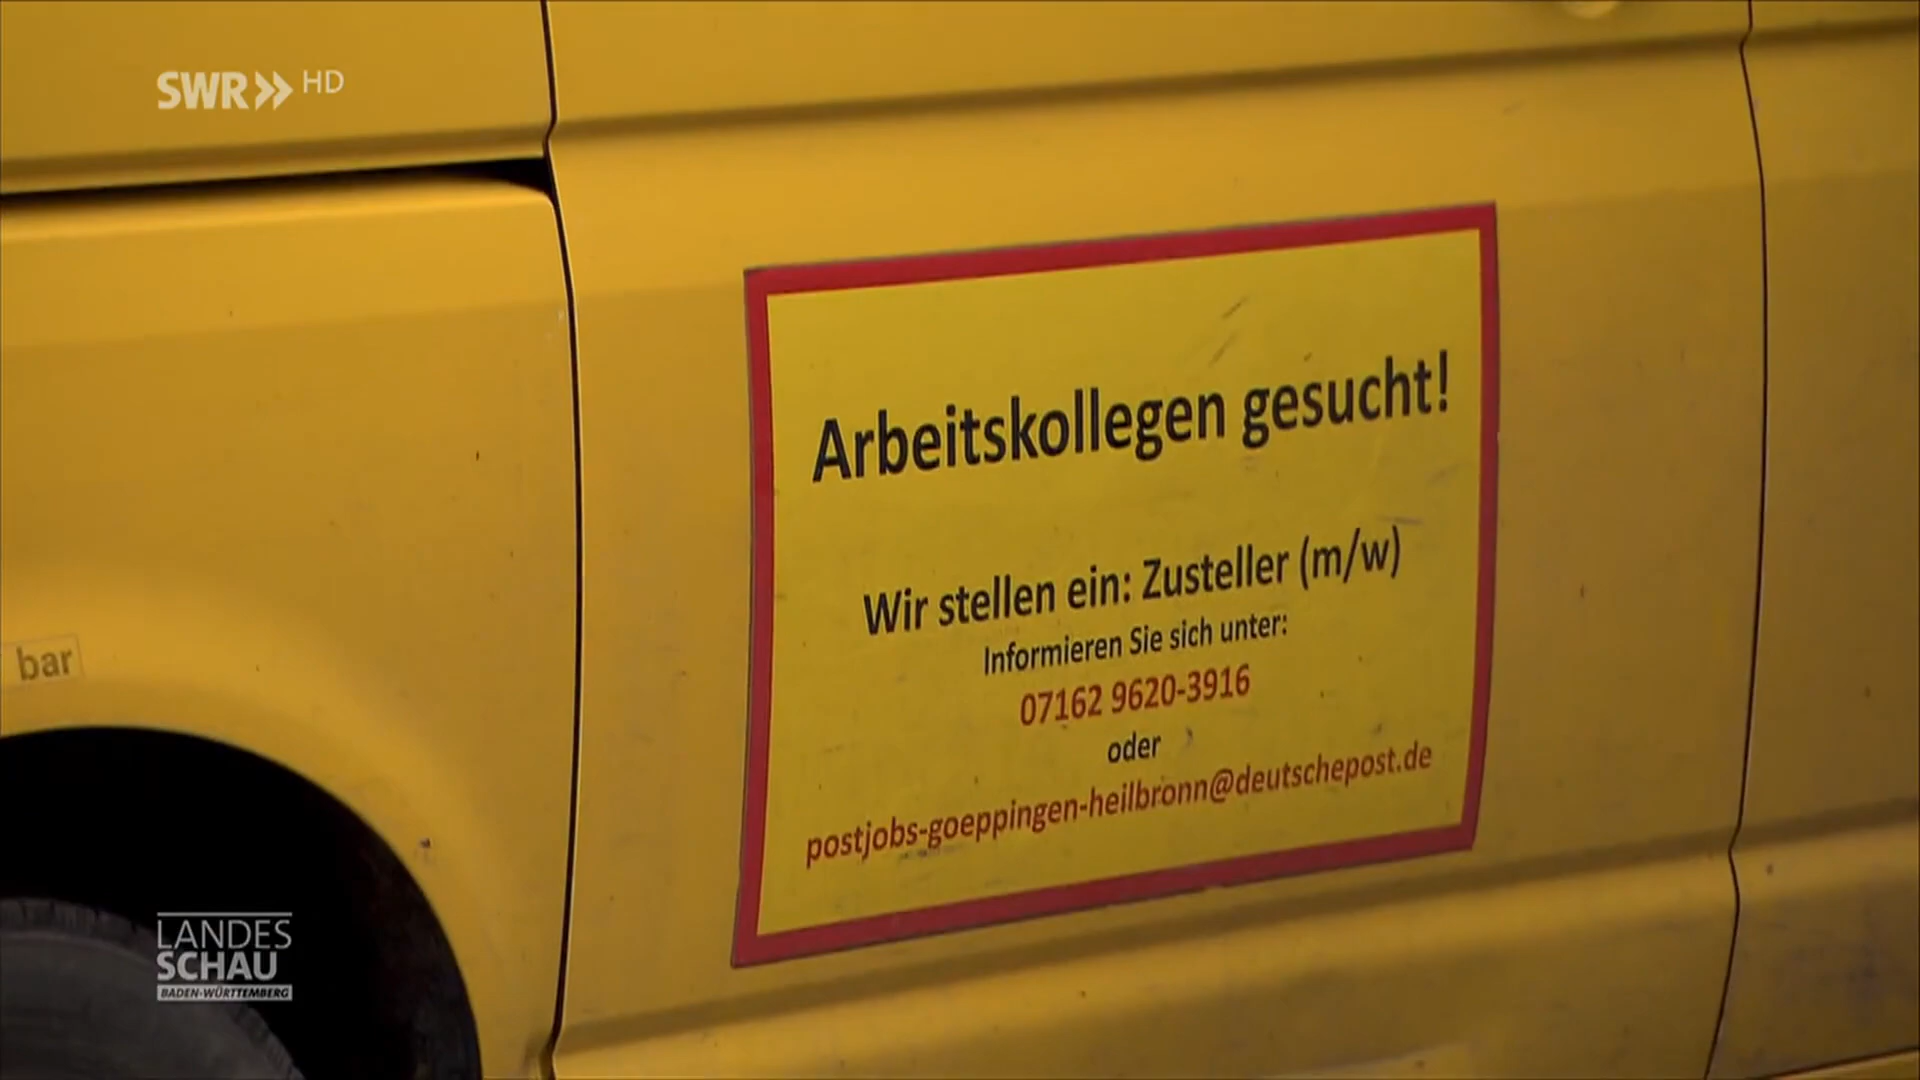 SWR» HD
Arbeitskollegen gesucht!
Wir stellen ein: Zusteller (m/w)
Informieren Sie sich unter:
07162 9620-3916
oder
postjobs-goeppingen-heilbronn@deutschepost.de
bar
LANDES
SCHAU
BADEN-WÜRTTEMBERG